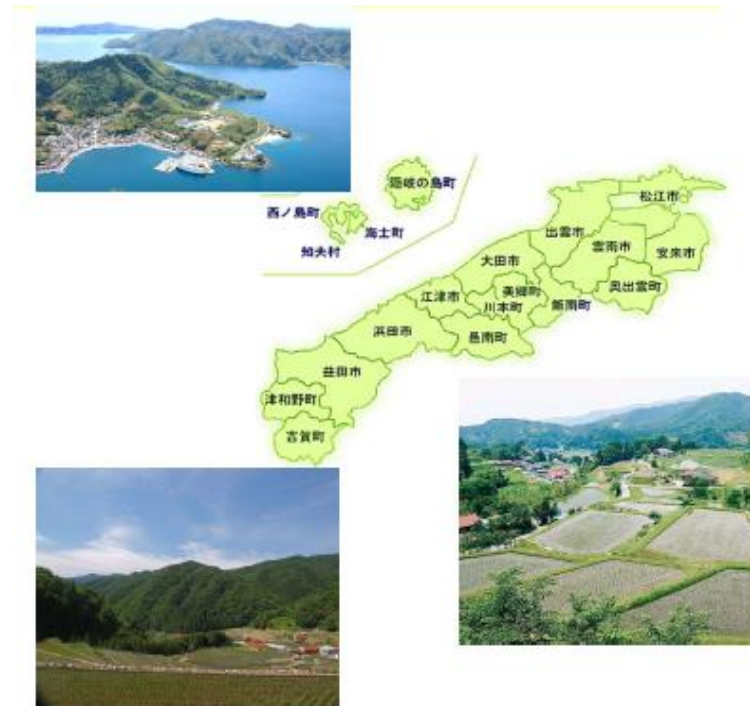 隠岐の島町
西ノ島町
海士町
知夫村
松江市
出雲市
雲南市
安来市
大田市
美郷町
奥出雲町
江津市
川本町
飯南町
浜田市
邑南町
益田市
津和野町
吉賀町